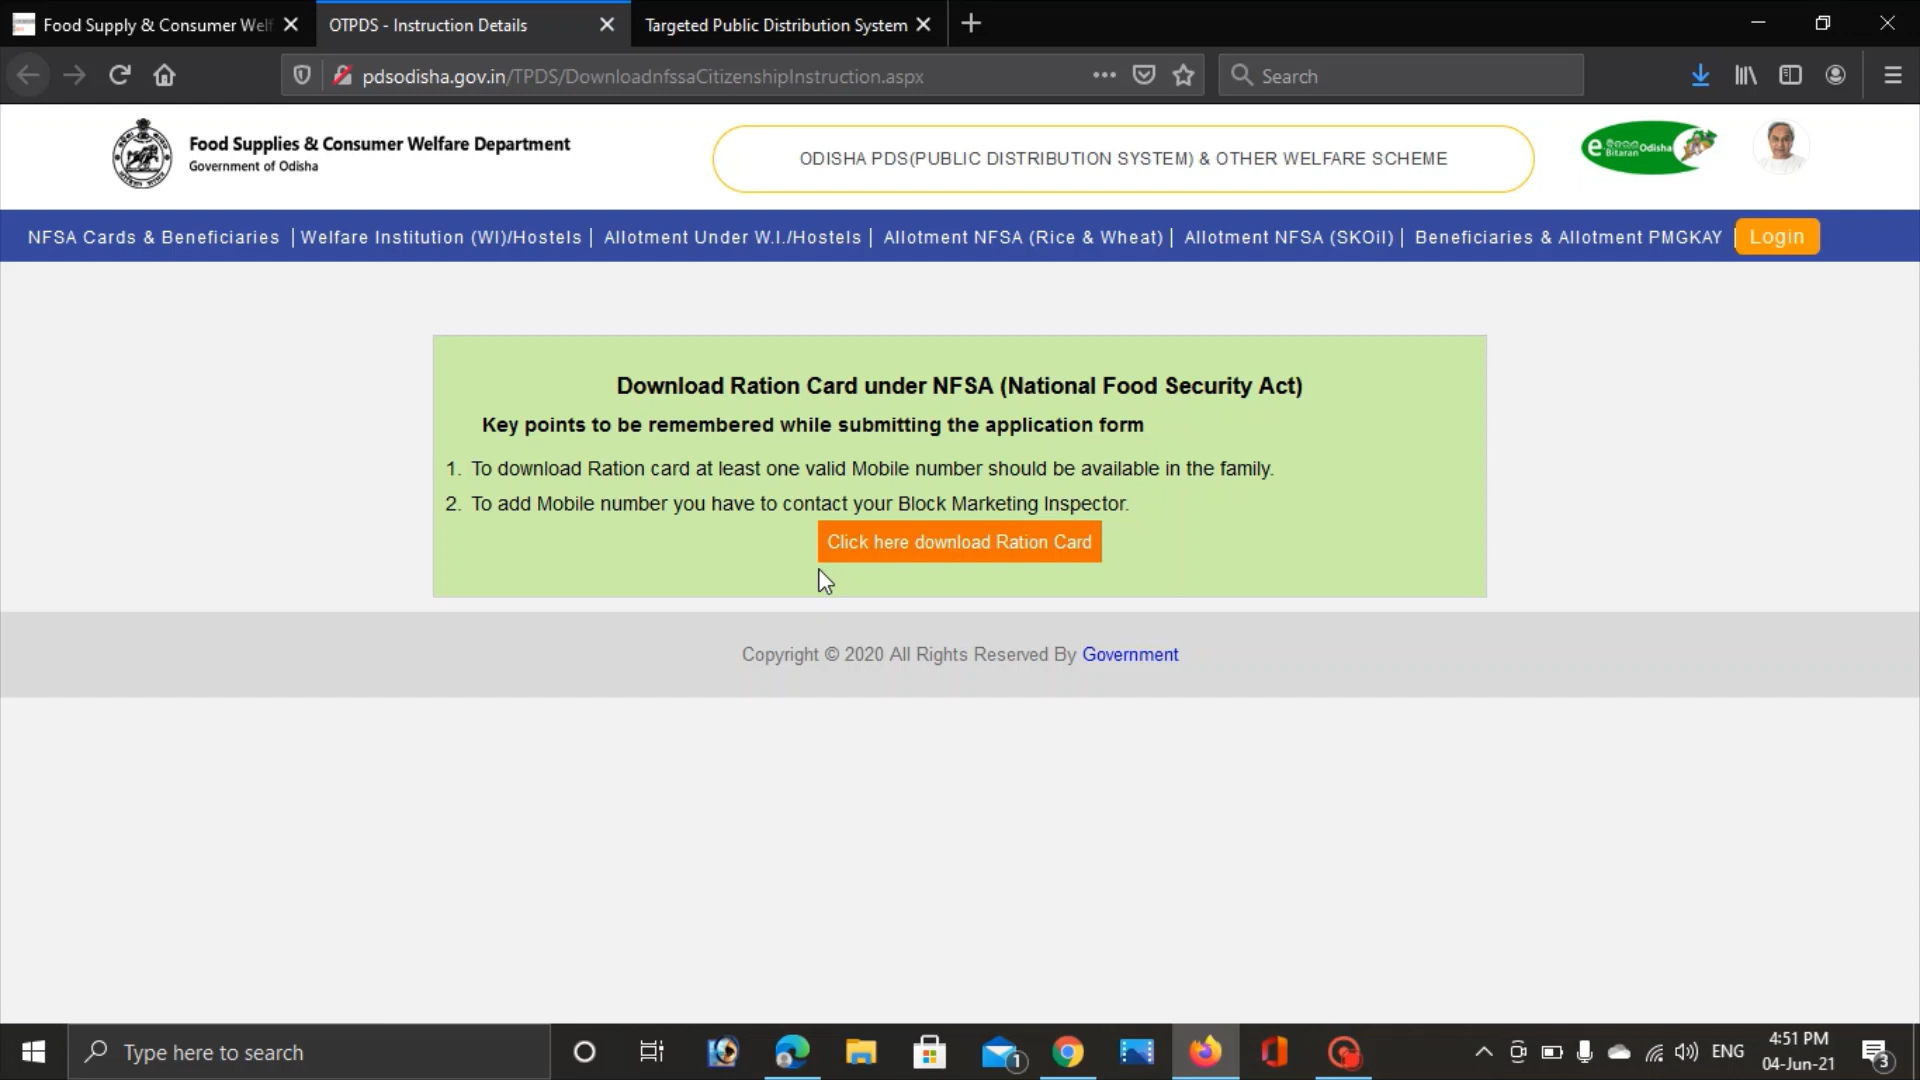 Food Supply & Consumer Welf
OTPDS - Instruction Details
Targeted Public Distribution System
pdsodisha.gov.in/TPDS/DownloadnfssaCitizenshipInstruction.aspx
Search
Food Supplies & Consumer Welfare Department
Government of Odisha
ODISHA PDS(PUBLIC DISTRIBUTION SYSTEM) & OTHER WELFARE SCHEME
e Bitaran Odisha
NFSA Cards & Beneficiaries | Welfare Institution (WI)/Hostels | Allotment Under W.I./Hostels | Allotment NFSA (Rice & Wheat) | Allotment NFSA (SKOil) | Beneficiaries & Allotment PMGKAY | Login
Download Ration Card under NFSA (National Food Security Act)
Key points to be remembered while submitting the application form
1. To download Ration card at least one valid Mobile number should be available in the family.
2. To add Mobile number you have to contact your Block Marketing Inspector.
Click here download Ration Card
Copyright © 2020 All Rights Reserved By Government
Type here to search
1
ENG
4:51 PM
04-Jun-21
3